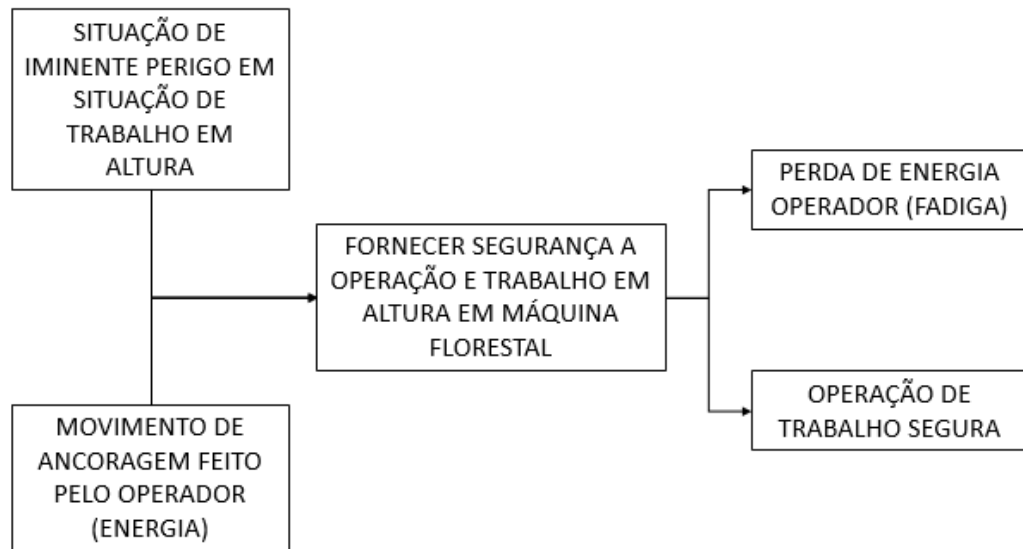 SITUAÇÃO DE
IMINENTE PERIGO EM
SITUAÇÃO DE
TRABALHO EM
ALTURA
MOVIMENTO DE
ANCORAGEM FEITO
PELO OPERADOR
(ENERGIA)
FORNECER SEGURANÇA A
OPERAÇÃO E TRABALHO EM
ALTURA EM MÁQUINA
FLORESTAL
PERDA DE ENERGIA
OPERADOR (FADIGA)
OPERAÇÃO DE
TRABALHO SEGURA